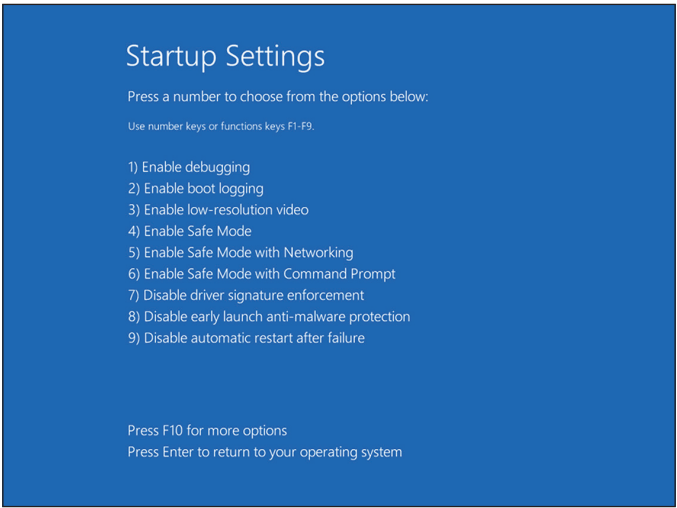 Startup Settings
Press a number to choose from the options below:
Use number keys or functions keys F1-F9.
1) Enable debugging
2) Enable boot logging
3) Enable low-resolution video
4) Enable Safe Mode
5) Enable Safe Mode with Networking
6) Enable Safe Mode with Command Prompt
7) Disable driver signature enforcement
8) Disable early launch anti-malware protection
9) Disable automatic restart after failure
Press F10 for more options
Press Enter to return to your operating system